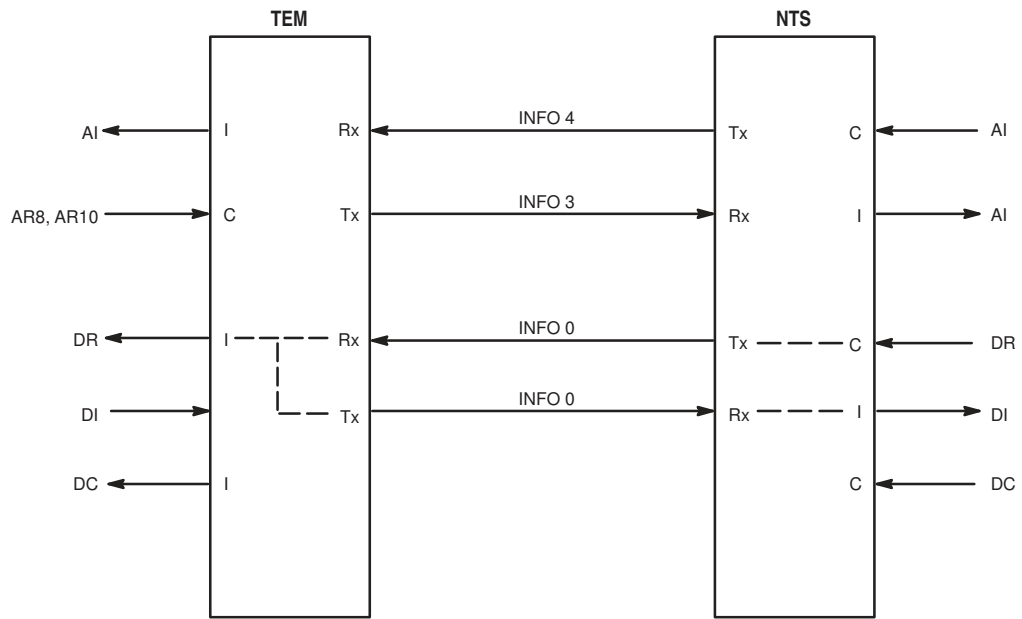 TEM NTS
AI I Rx INFO 4 Tx C AI
AR8, AR10 C Tx INFO 3 Rx I AI
DR I Rx INFO 0 Tx C DR
DI Tx INFO 0 Rx I DI
DC I C DC